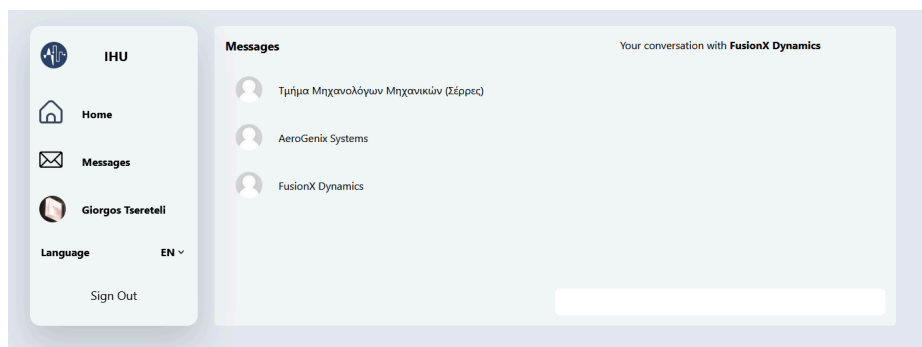 IHU
Home
Messages
Giorgos Tsereteli
Language EN
Sign Out
Messages
Τμήμα Μηχανολόγων Μηχανικών (Σέρρες)
AeroGenix Systems
FusionX Dynamics
Your conversation with FusionX Dynamics